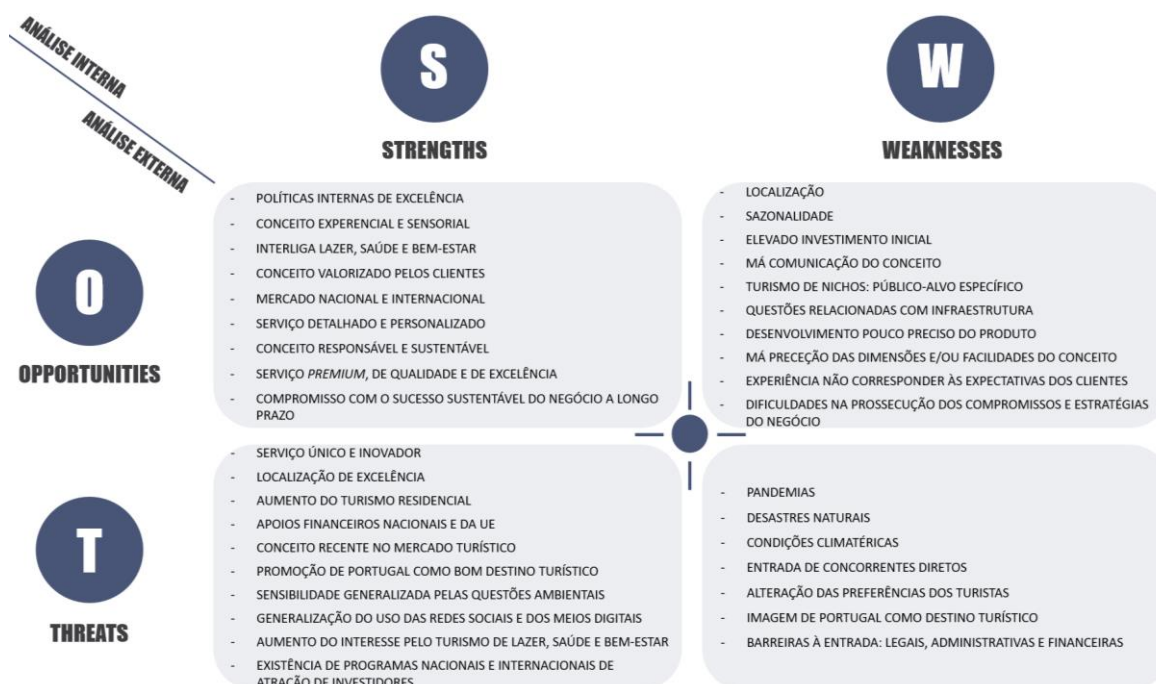 ANÁLISE INTERNA
ANÁLISE EXTERNA
S
STRENGTHS
W
WEAKNESSES
O
OPPORTUNITIES
- POLÍTICAS INTERNAS DE EXCELÊNCIA
- CONCEITO EXPERENCIAL E SENSORIAL
- INTERLIGA LAZER, SAÚDE E BEM-ESTAR
- CONCEITO VALORIZADO PELOS CLIENTES
- MERCADO NACIONAL E INTERNACIONAL
- SERVIÇO DETALHADO E PERSONALIZADO
- CONCEITO RESPONSÁVEL E SUSTENTÁVEL
- SERVIÇO PREMIUM, DE QUALIDADE E DE EXCELÊNCIA
- COMPROMISSO COM O SUCESSO SUSTENTÁVEL DO NEGÓCIO A LONGO
PRAZO
- LOCALIZAÇÃO
- SAZONALIDADE
- ELEVADO INVESTIMENTO INICIAL
- MÁ COMUNICAÇÃO DO CONCEITO
- TURISMO DE NICHOS: PÚBLICO-ALVO ESPECÍFICO
- QUESTÕES RELACIONADAS COM INFRAESTRUTURA
- DESENVOLVIMENTO POUCO PRECISO DO PRODUTO
- MÁ PRECEÇÃO DAS DIMENSÕES E/OU FACILIDADES DO CONCEITO
- EXPERIÊNCIA NÃO CORRESPONDER ÀS EXPECTATIVAS DOS CLIENTES
- DIFICULDADES NA PROSSECUÇÃO DOS COMPROMISSOS E ESTRATÉGIAS
DO NEGÓCIO
T
THREATS
- SERVIÇO ÚNICO E INOVADOR
- LOCALIZAÇÃO DE EXCELÊNCIA
- AUMENTO DO TURISMO RESIDENCIAL
- APOIOS FINANCEIROS NACIONAIS E DA UE
- CONCEITO RECENTE NO MERCADO TURÍSTICO
- PROMOÇÃO DE PORTUGAL COMO BOM DESTINO TURÍSTICO
- SENSIBILIDADE GENERALIZADA PELAS QUESTÕES AMBIENTAIS
- GENERALIZAÇÃO DO USO DAS REDES SOCIAIS E DOS MEIOS DIGITAIS
- AUMENTO DO INTERESSE PELO TURISMO DE LAZER, SAÚDE E BEM-ESTAR
- EXISTÊNCIA DE PROGRAMAS NACIONAIS E INTERNACIONAIS DE
ATRAÇÃO DE INVESTIDORES
- PANDEMIAS
- DESASTRES NATURAIS
- CONDIÇÕES CLIMATÉRICAS
- ENTRADA DE CONCORRENTES DIRETOS
- ALTERAÇÃO DAS PREFERÊNCIAS DOS TURISTAS
- IMAGEM DE PORTUGAL COMO DESTINO TURÍSTICO
- BARREIRAS À ENTRADA: LEGAIS, ADMINISTRATIVAS E FINANCEIRAS